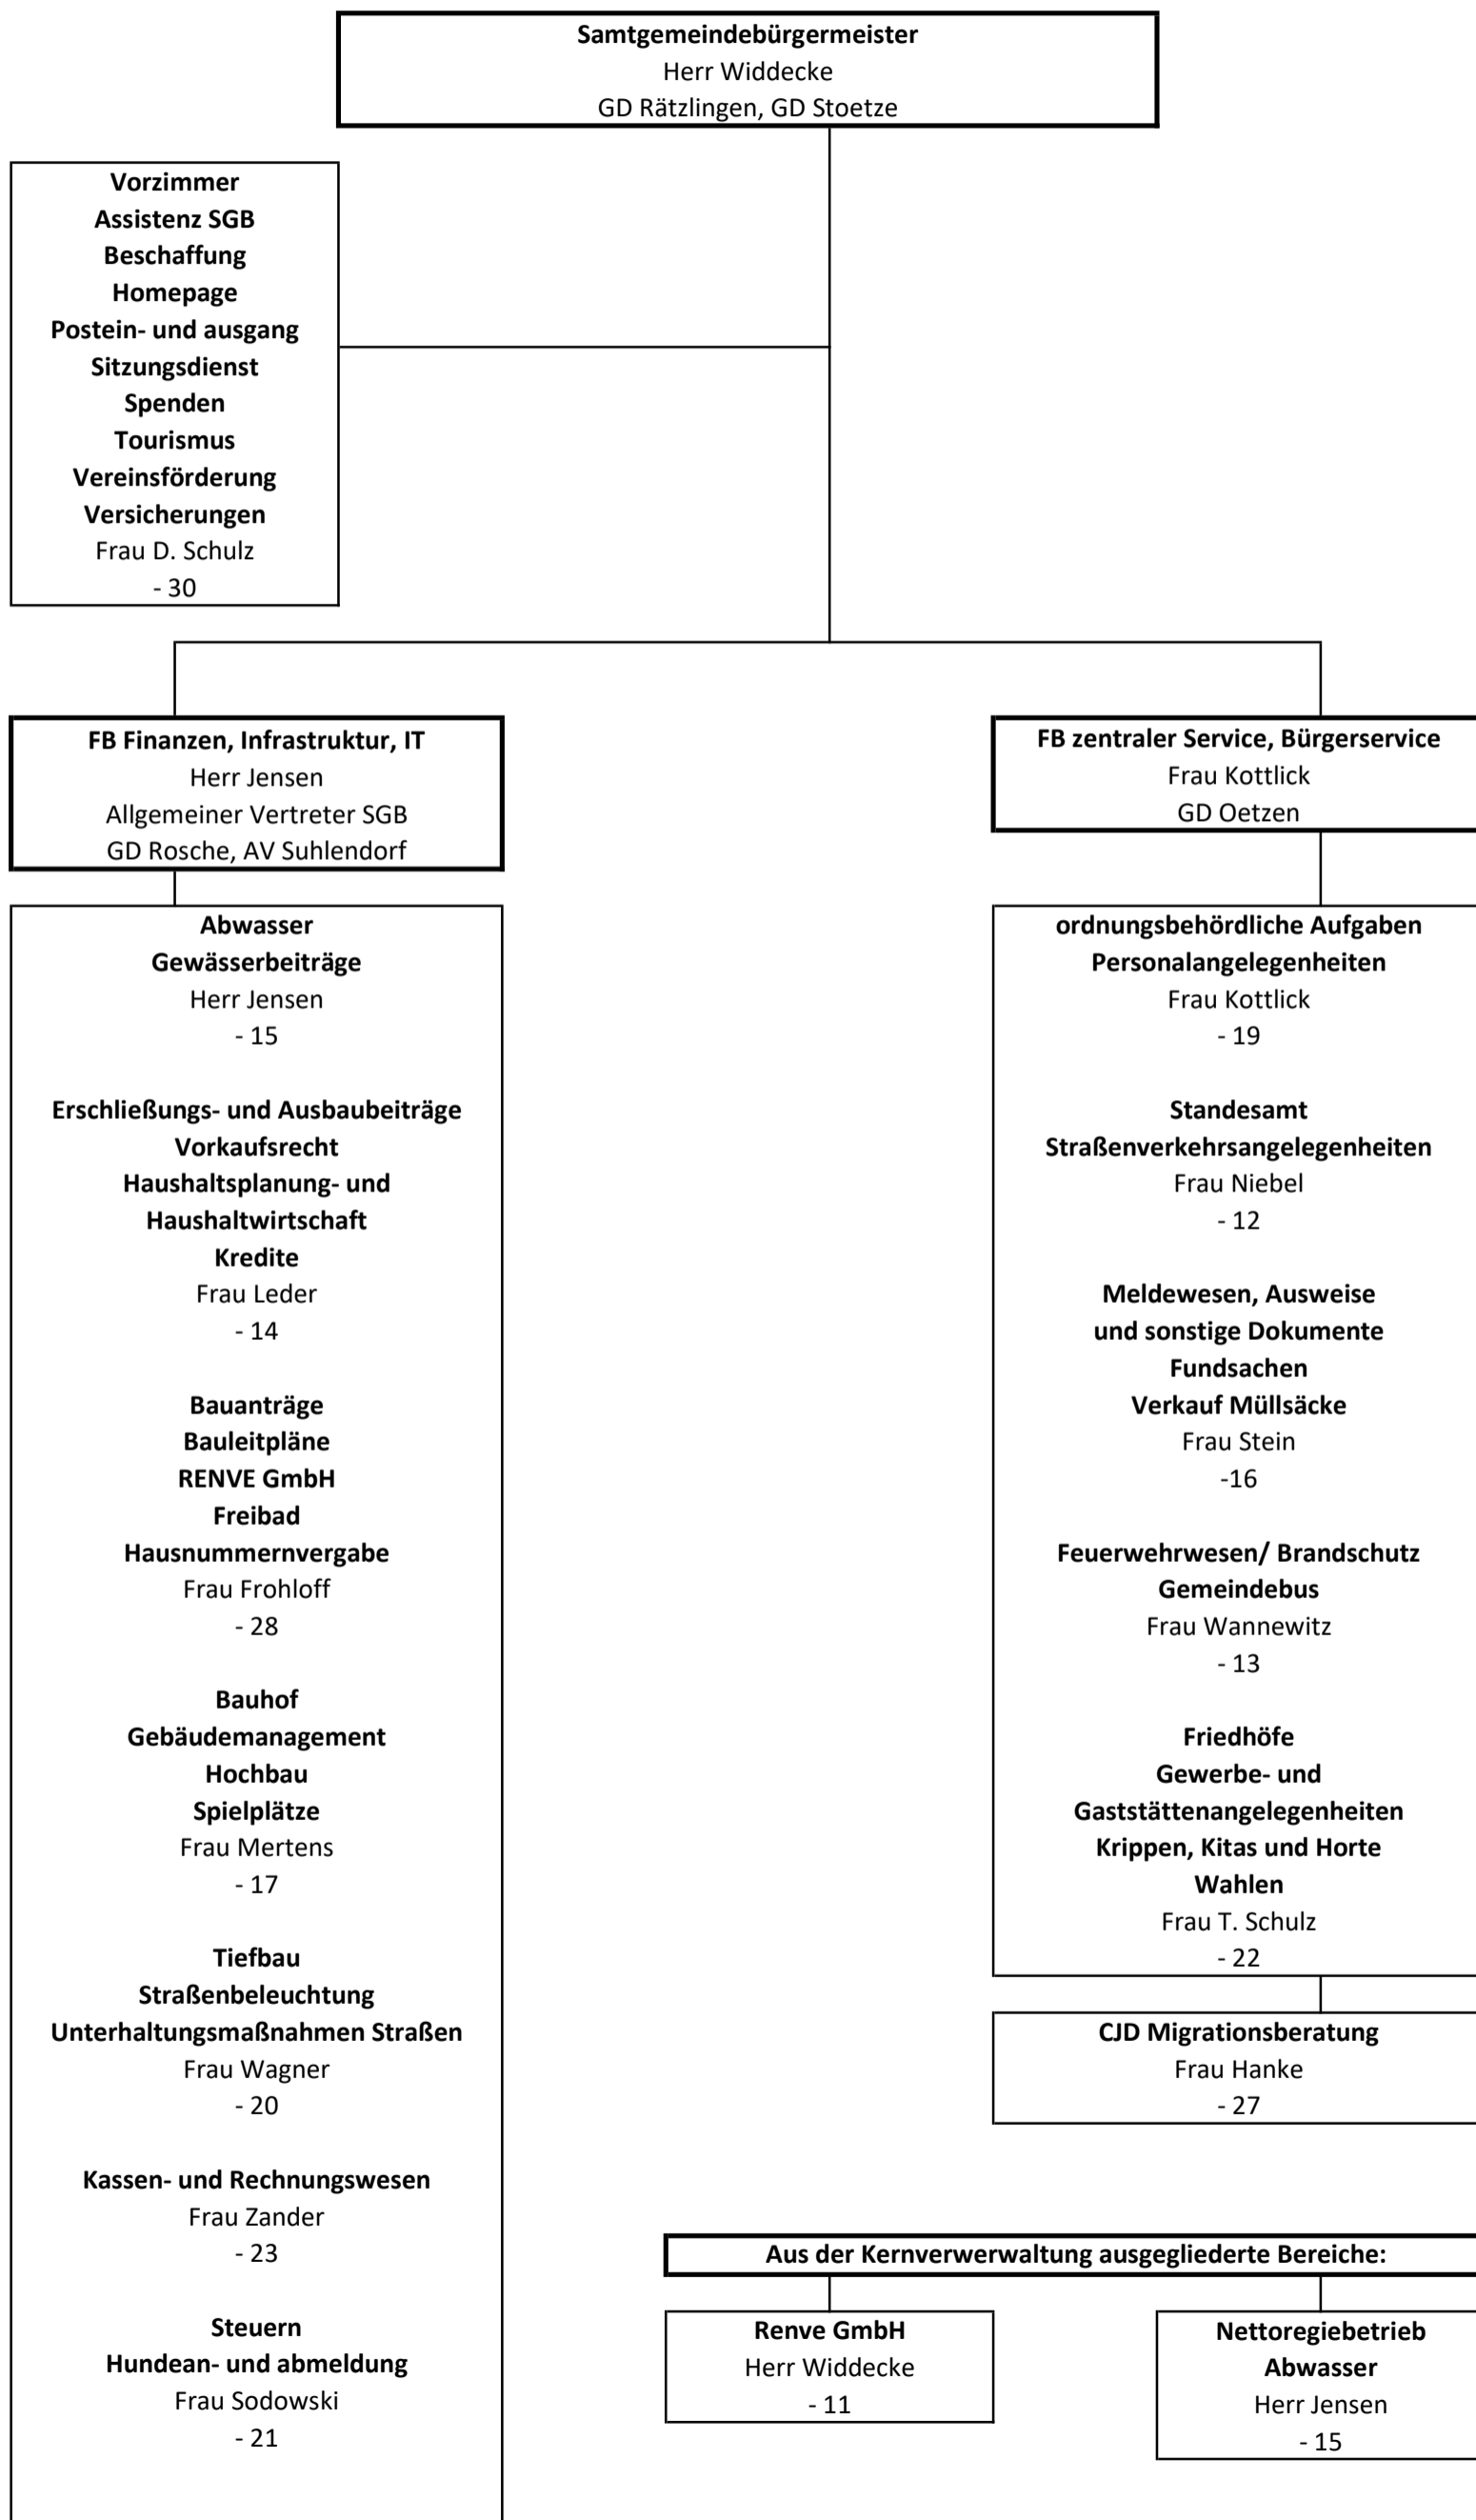 Samtgemeindebürgermeister
Herr Widdecke
GD Rätzlingen, GD Stoetze
Vorzimmer
Assistenz SGB
Beschaffung
Homepage
Postein- und ausgang
Sitzungsdienst
Spenden
Tourismus
Vereinsförderung
Versicherungen
Frau D. Schulz
- 30
FB Finanzen, Infrastruktur, IT
Herr Jensen
Allgemeiner Vertreter SGB
GD Rosche, AV Suhlendorf
FB zentraler Service, Bürgerservice
Frau Kottlick
GD Oetzen
Abwasser
Gewässerbeiträge
Herr Jensen
- 15
Erschließungs- und Ausbaubeiträge
Vorkaufsrecht
Haushaltsplanung- und
Haushaltwirtschaft
Kredite
Frau Leder
- 14
Bauanträge
Bauleitpläne
RENVE GmbH
Freibad
Hausnummernvergabe
Frau Frohloff
- 28
Bauhof
Gebäudemanagement
Hochbau
Spielplätze
Frau Mertens
- 17
Tiefbau
Straßenbeleuchtung
Unterhaltungsmaßnahmen Straßen
Frau Wagner
- 20
Kassen- und Rechnungswesen
Frau Zander
- 23
Steuern
Hundean- und abmeldung
Frau Sodowski
- 21
ordnungsbehördliche Aufgaben
Personalangelegenheiten
Frau Kottlick
- 19
Standesamt
Straßenverkehrsangelegenheiten
Frau Niebel
- 12
Meldewesen, Ausweise
und sonstige Dokumente
Fundsachen
Verkauf Müllsäcke
Frau Stein
-16
Feuerwehrwesen/ Brandschutz
Gemeindebus
Frau Wannewitz
- 13
Friedhöfe
Gewerbe- und
Gaststättenangelegenheiten
Krippen, Kitas und Horte
Wahlen
Frau T. Schulz
- 22
CJD Migrationsberatung
Frau Hanke
- 27
Aus der Kernverwerwaltung ausgegliederte Bereiche:
Renve GmbH
Herr Widdecke
- 11
Nettoregiebetrieb
Abwasser
Herr Jensen
- 15